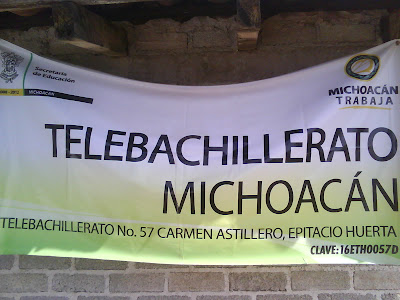 Secretaría
de Educación
MICHOACÁN
MICHOACÁN
TRABAJA
TELEBACHILLERATO
MICHOACÁN
TELEBACHILLERATO No. 57 CARMEN ASTILLERO, EPITACIO HUERTA
CLAVE:16ETH0057D